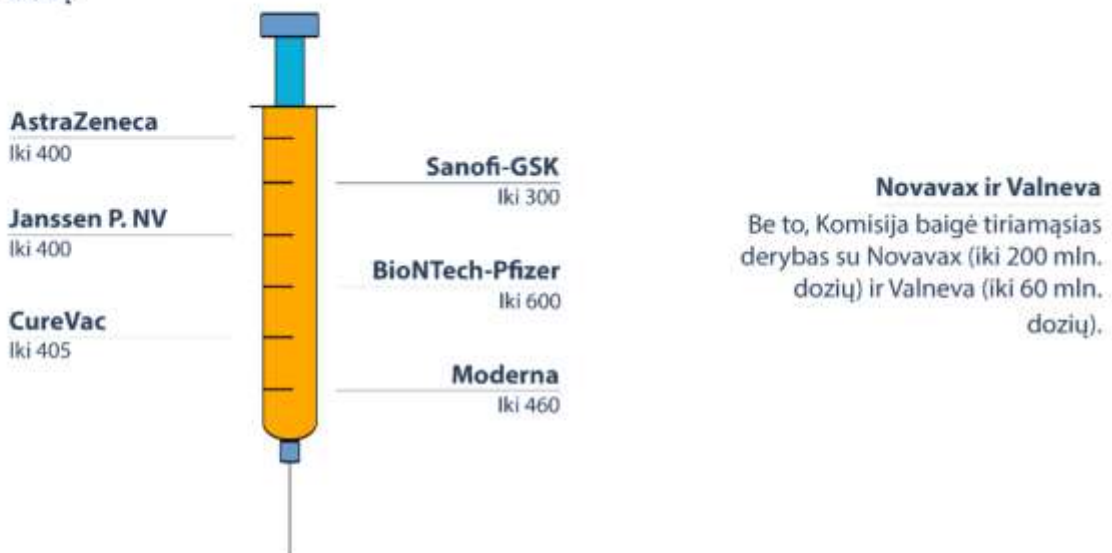 AstraZeneca
Iki 400
Janssen P. NV
Iki 400
CureVac
Iki 405
Sanofi-GSK
Iki 300
BioNTech-Pfizer
Iki 600
Moderna
Iki 460
Novavax ir Valneva
Be to, Komisija baigė tiriamąsias
derybas su Novavax (iki 200 mln.
dozių) ir Valneva (iki 60 mln.
dozių).